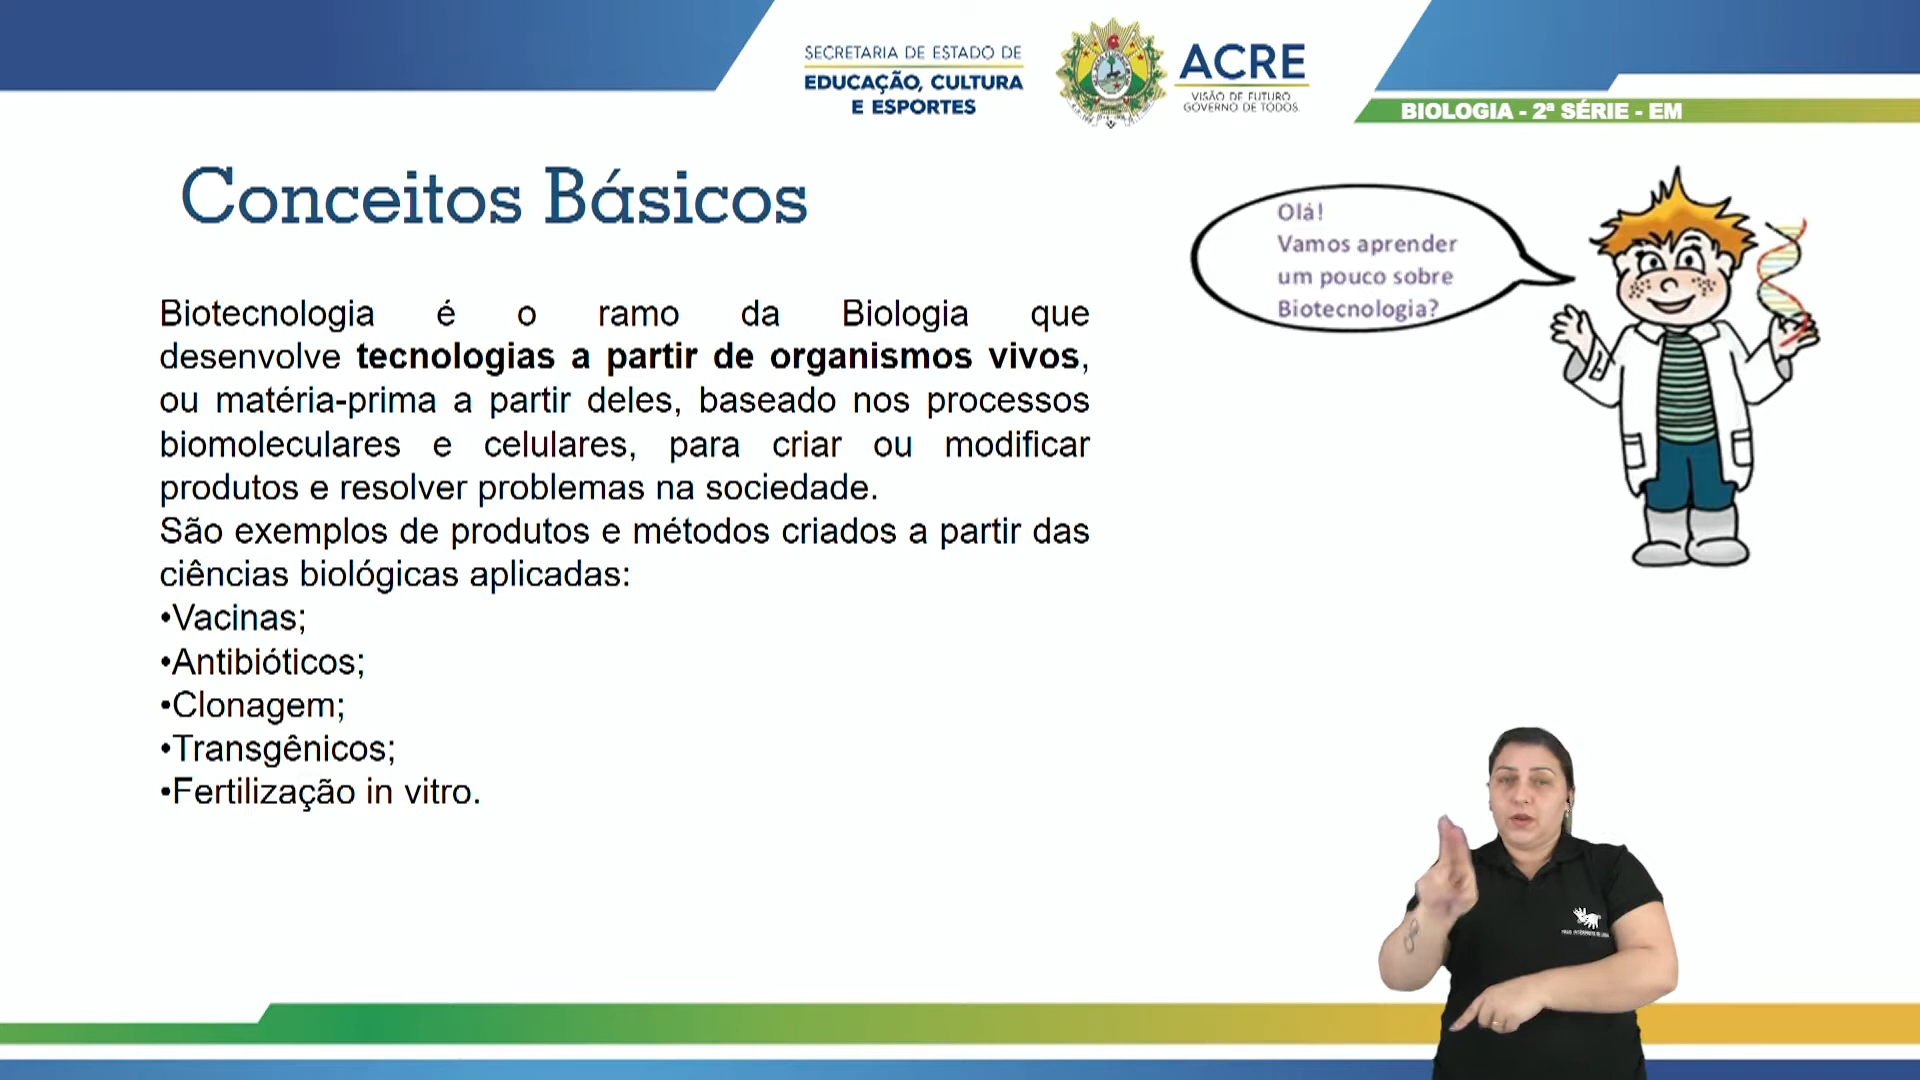 SECRETARIA DE ESTADO DE
EDUCAÇÃO, CULTURA
E ESPORTES
ACRE
VISÃO DE FUTURO
GOVERNO DE TODOS
BIOLOGIA - 2ª SÉRIE - EM
Conceitos Básicos
Olá!
Vamos aprender
um pouco sobre
Biotecnologia?
Biotecnologia é o ramo da Biologia que
desenvolve tecnologias a partir de organismos vivos,
ou matéria-prima a partir deles, baseado nos processos
biomoleculares e celulares, para criar ou modificar
produtos e resolver problemas na sociedade.
São exemplos de produtos e métodos criados a partir das
ciências biológicas aplicadas:
•Vacinas;
•Antibióticos;
•Clonagem;
•Transgênicos;
•Fertilização in vitro.